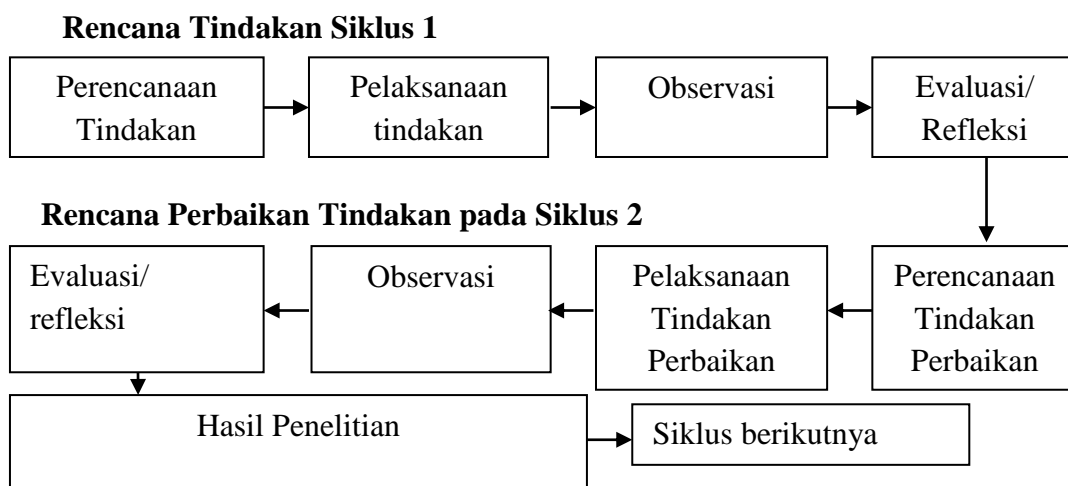 Rencana Tindakan Siklus 1
Perencanaan
Tindakan
Pelaksanaan
tindakan
Observasi
Evaluasi/
Refleksi
Rencana Perbaikan Tindakan pada Siklus 2
Evaluasi/
refleksi
Observasi
Pelaksanaan
Tindakan
Perbaikan
Perencanaan
Tindakan
Perbaikan
Hasil Penelitian
Siklus berikutnya